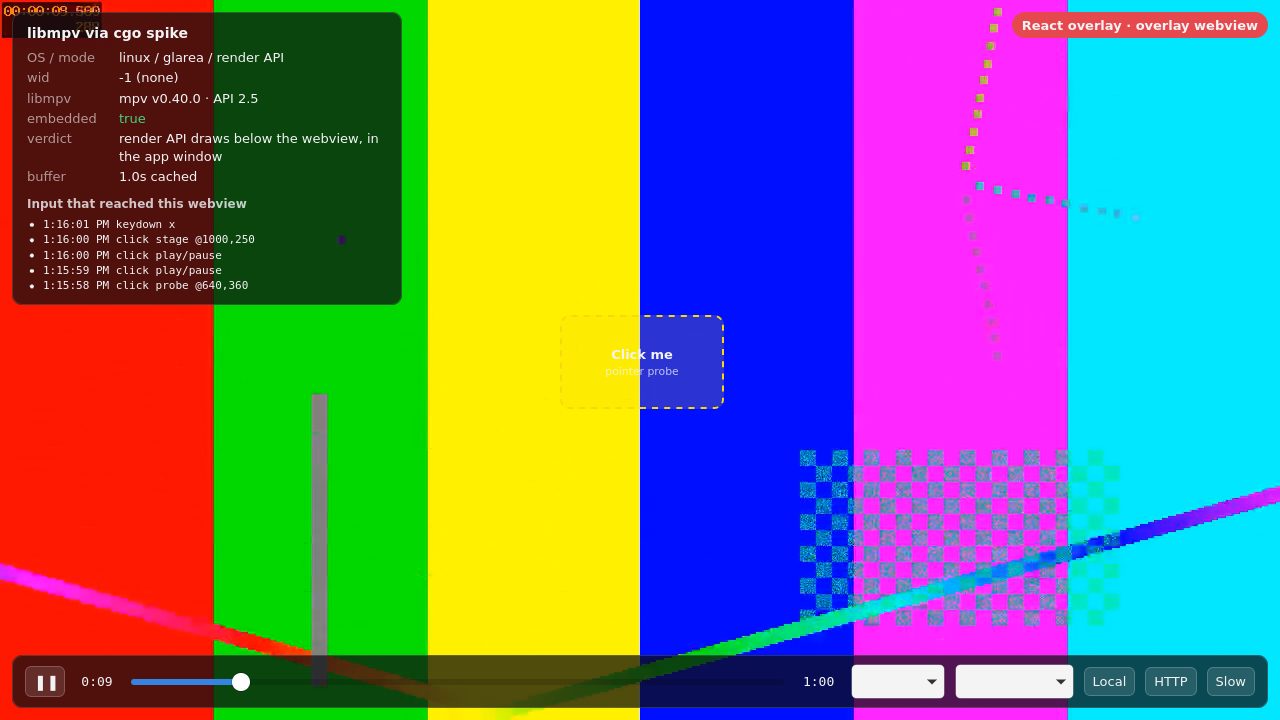 libmpv via cgo spike
React overlay · overlay webview
OS / mode linux / glarea / render API
wid -1 (none)
libmpv mpv v0.40.0 · API 2.5
embedded true
verdict render API draws below the webview, in
the app window
buffer 1.0s cached
Input that reached this webview
• 1:16:01 PM keydown x
• 1:16:00 PM click stage @1000,250
• 1:16:00 PM click play/pause
• 1:15:59 PM click play/pause
• 1:15:58 PM click probe @640,360
Click me
pointer probe
0:09
1:00
Local
HTTP
Slow